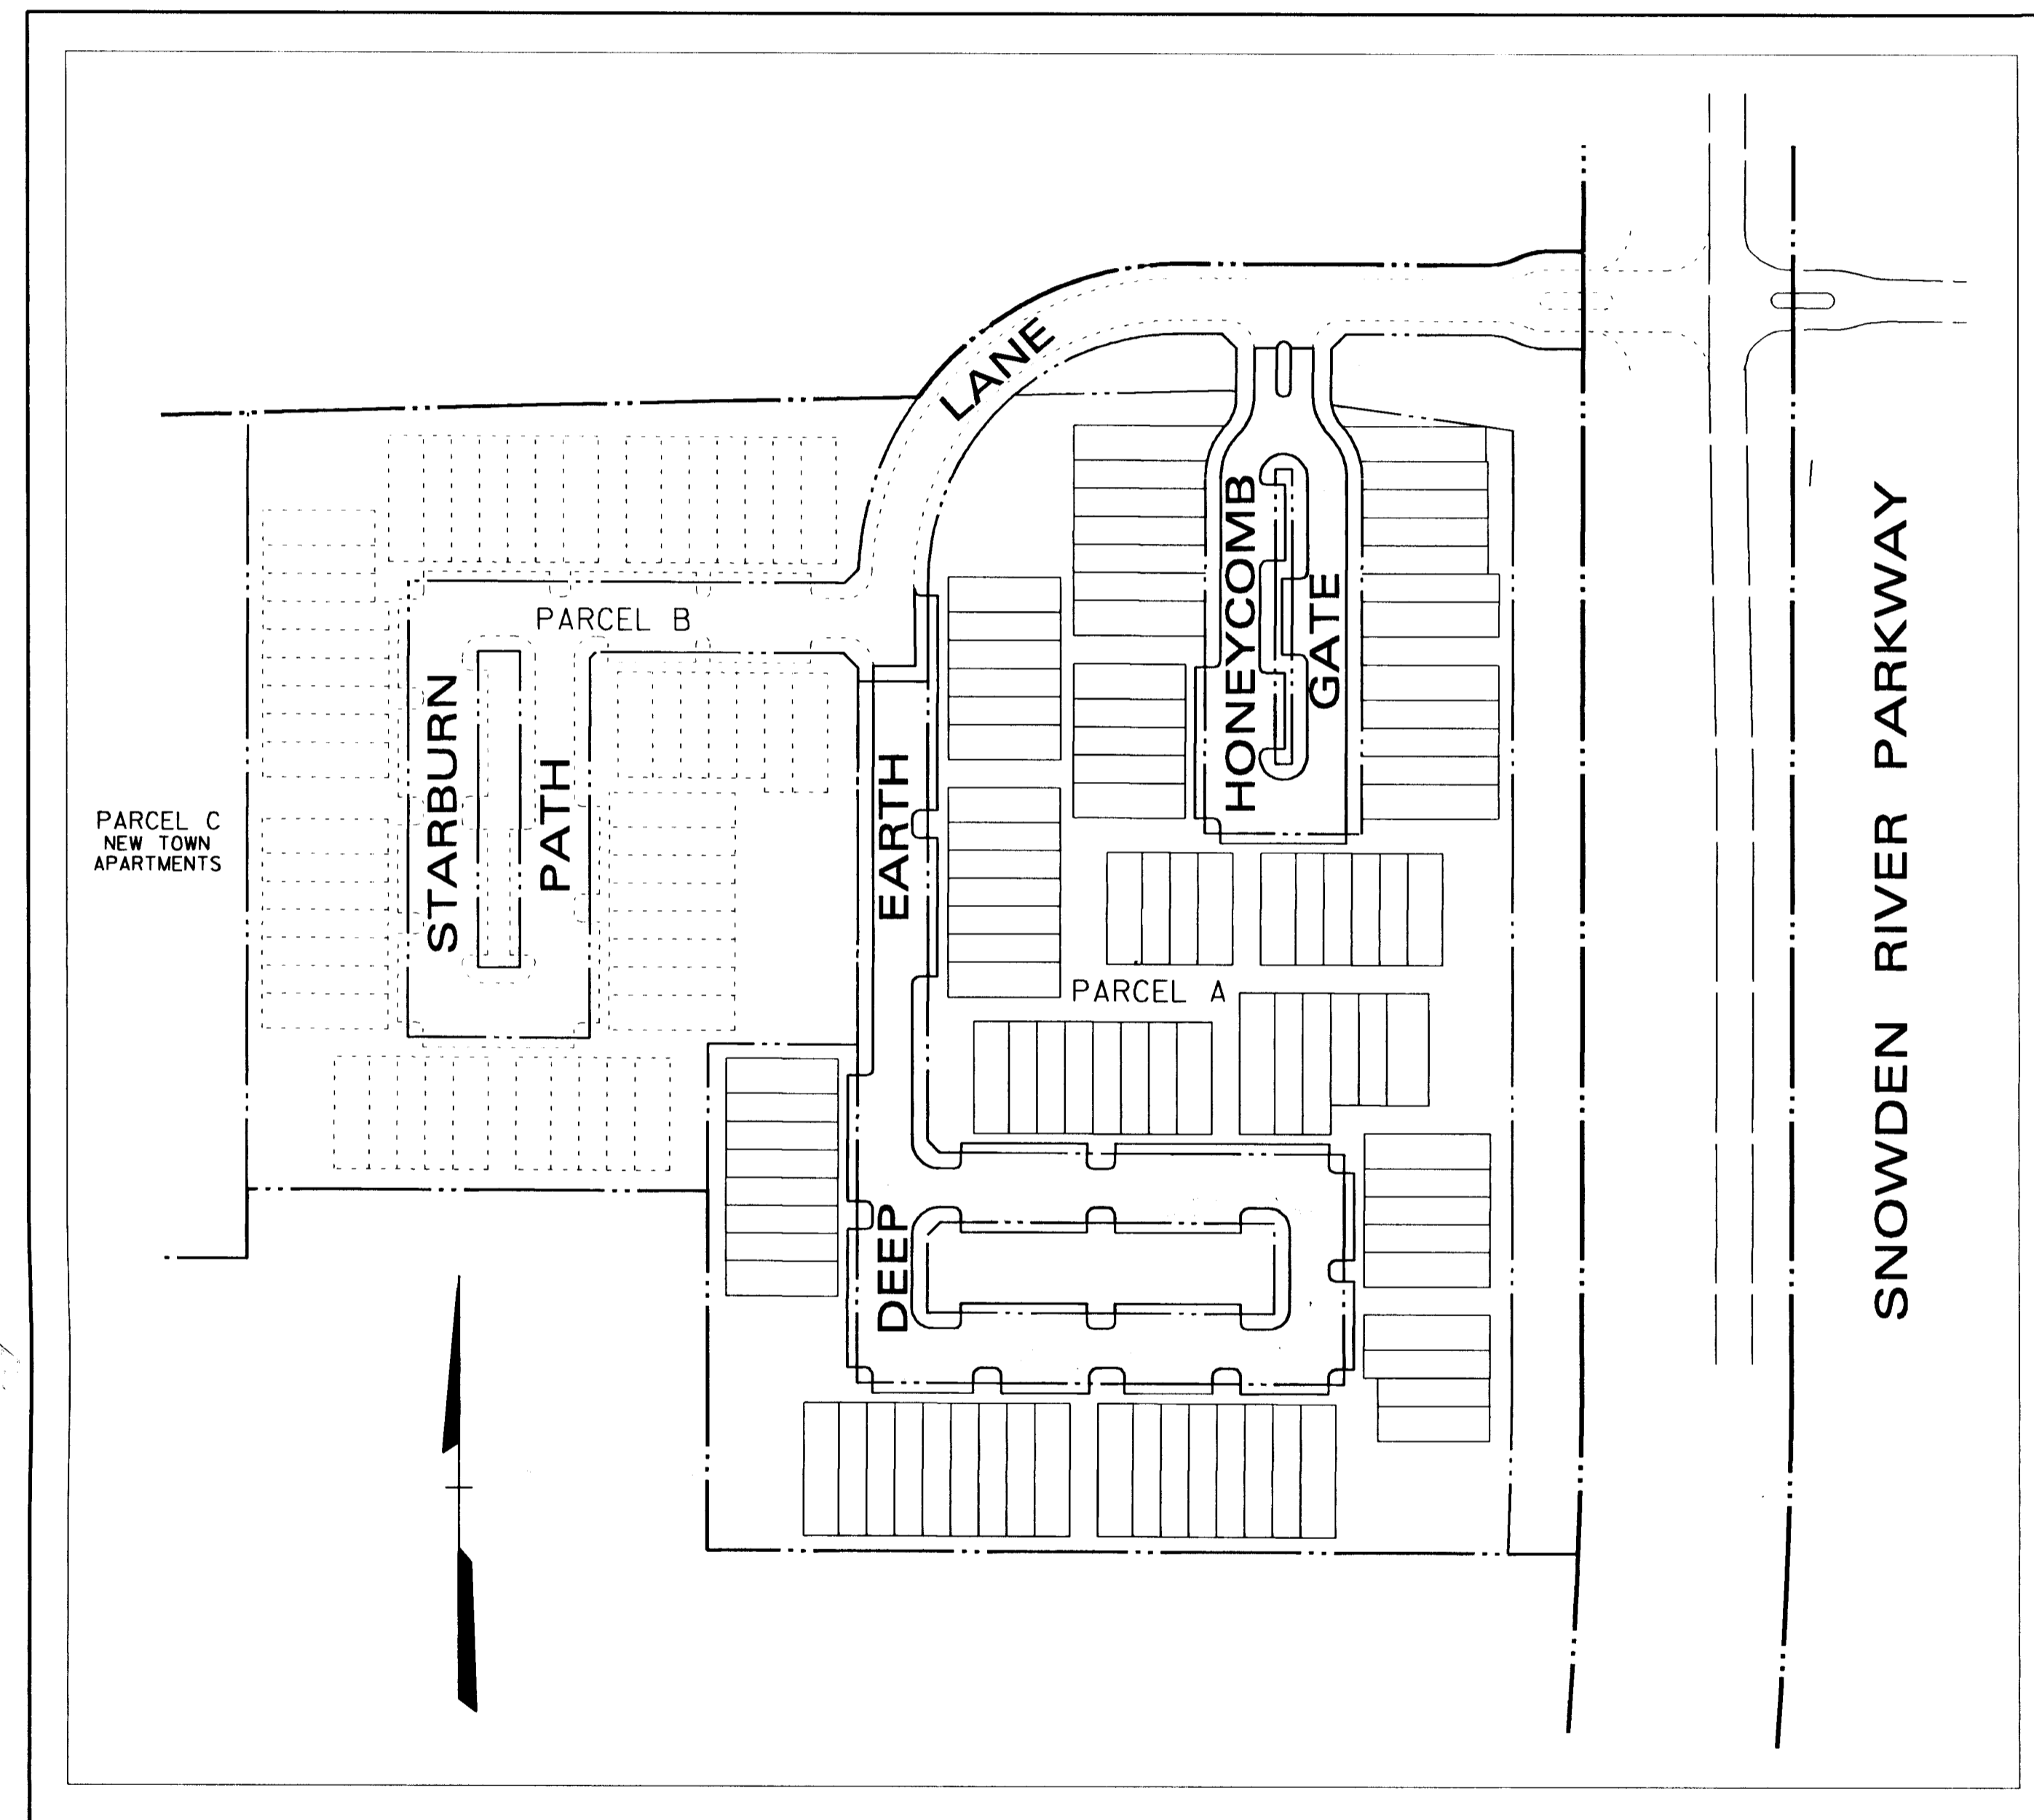 LANE
PARCEL B
HONEYCOMB
GATE
STARBURN
PATH
EARTH
DEEP
PARCEL C
NEW TOWN
APARTMENTS
PARCEL A
SNOWDEN RIVER PARKWAY